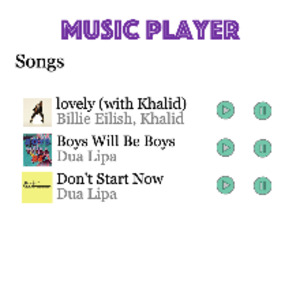 MUSIC PLAYER
Songs
lovely (with Khalid)
Billie Eilish, Khalid
Boys Will Be Boys
Dua Lipa
Don't Start Now
Dua Lipa